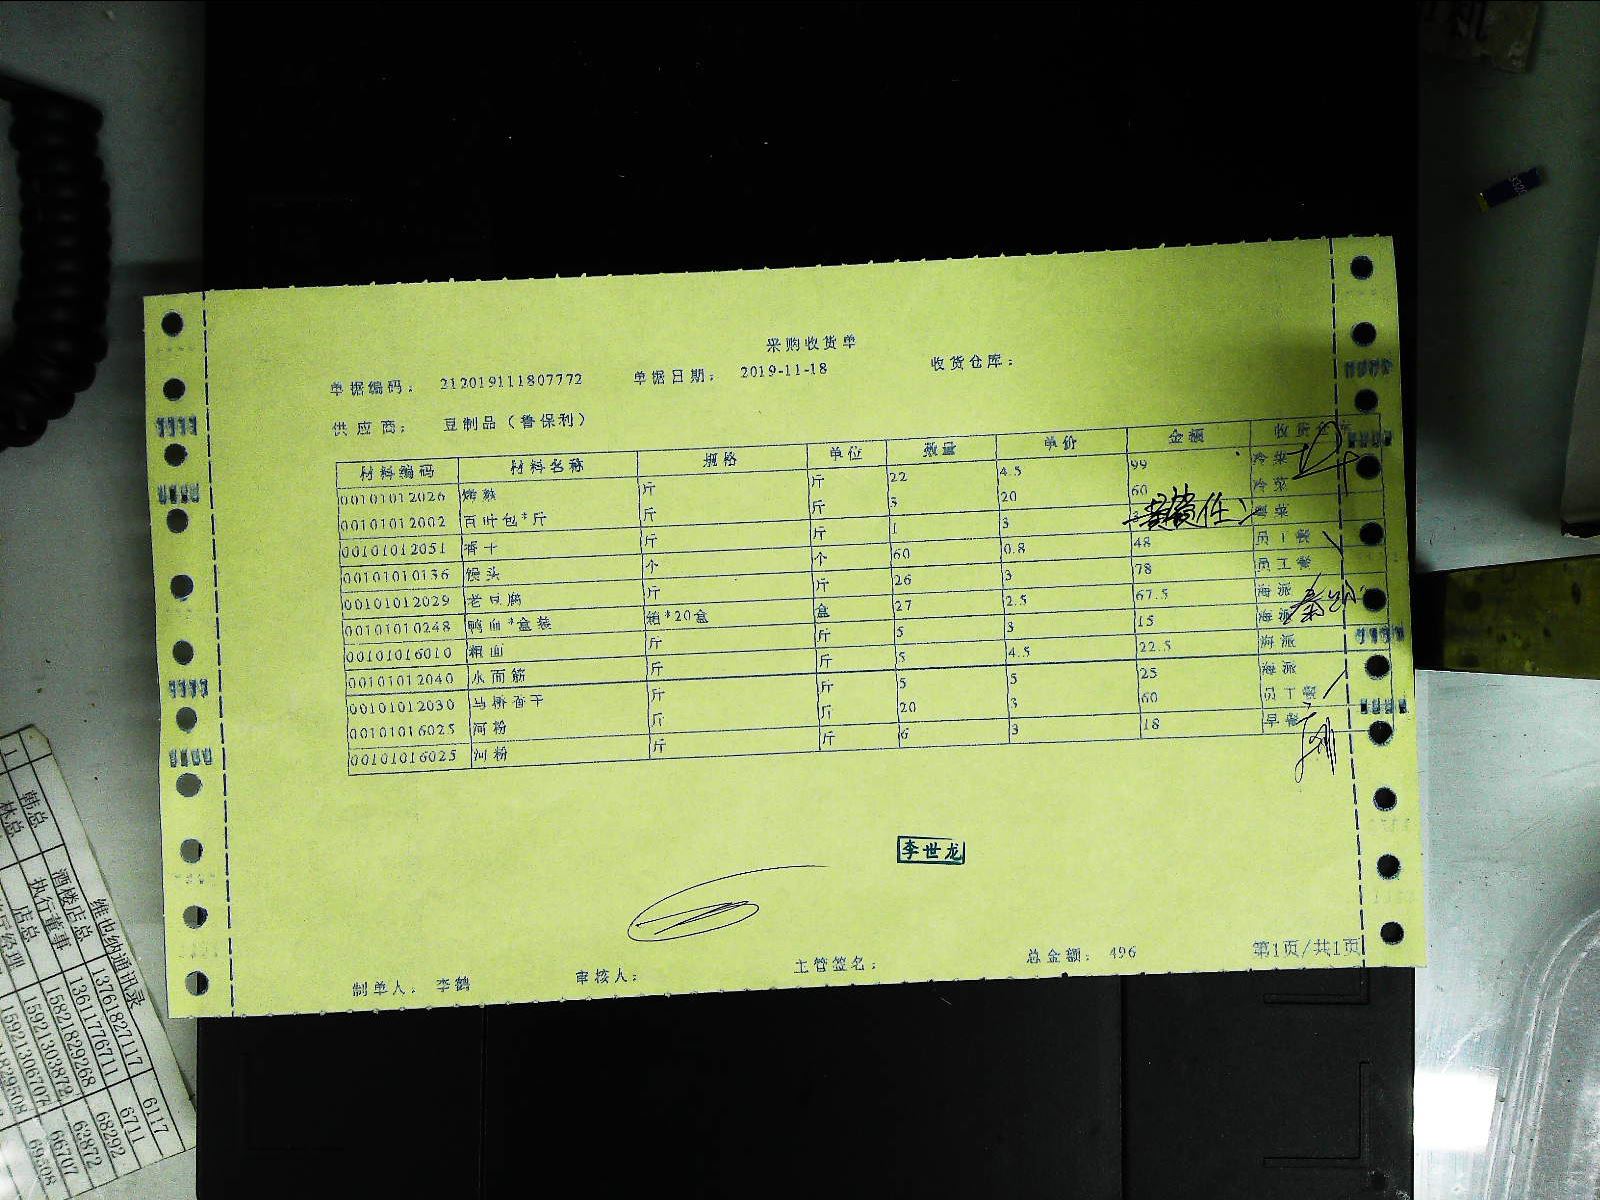 采购收货单
单据编码： 212019111807772 单据日期： 2019-11-18 收货仓库：
供应商： 豆制品（鲁保利）
材料编码 材料名称 规格 单位 数量 单价 金额 收货
00101012026 烤麸 斤 斤 22 4.5 99 冷菜
00101012002 百叶包*斤 斤 斤 3 20 60 冷菜
00101012051 香干 斤 斤 1 3 3 粤菜
00101010136 馒头 个 个 60 0.8 48 员工餐
00101012029 老豆腐 斤 斤 26 3 78 员工餐
00101010248 鸭血*盒装 箱*20盒 盒 27 2.5 67.5 海派
00101016010 粗面 斤 斤 5 3 15 海派
00101012040 水面筋 斤 斤 5 4.5 22.5 海派
00101012030 马桥香干 斤 斤 5 5 25 海派
00101016025 河粉 斤 斤 20 3 60 员工餐
00101016025 河粉 斤 斤 6 3 18 早餐
李世龙
制单人： 李鹤 审核人： 主管签名： 总金额： 496 第1页/共1页
维也纳通讯录
韩总 酒楼店总 13761827117 6117
林总 执行董事 13611776711 6711
店总 15821829268 68292
经理 15921303872 63872
15921306707 66707
829508 69508